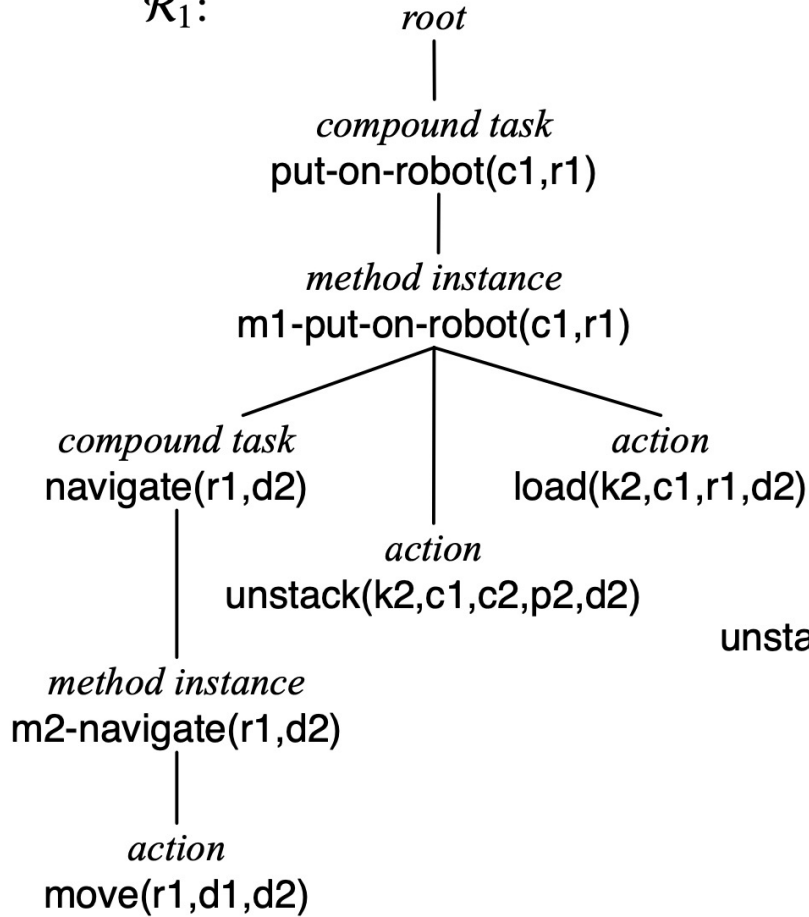 R₁:
root
compound task
put-on-robot(c1,r1)
method instance
m1-put-on-robot(c1,r1)
compound task
navigate(r1,d2)
action
load(k2,c1,r1,d2)
action
unstack(k2,c1,c2,p2,d2)
method instance
m2-navigate(r1,d2)
action
move(r1,d1,d2)